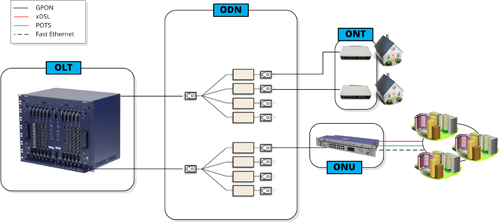 GPON
xDSL
POTS
Fast Ethernet
ODN
OLT
ONT
ONU